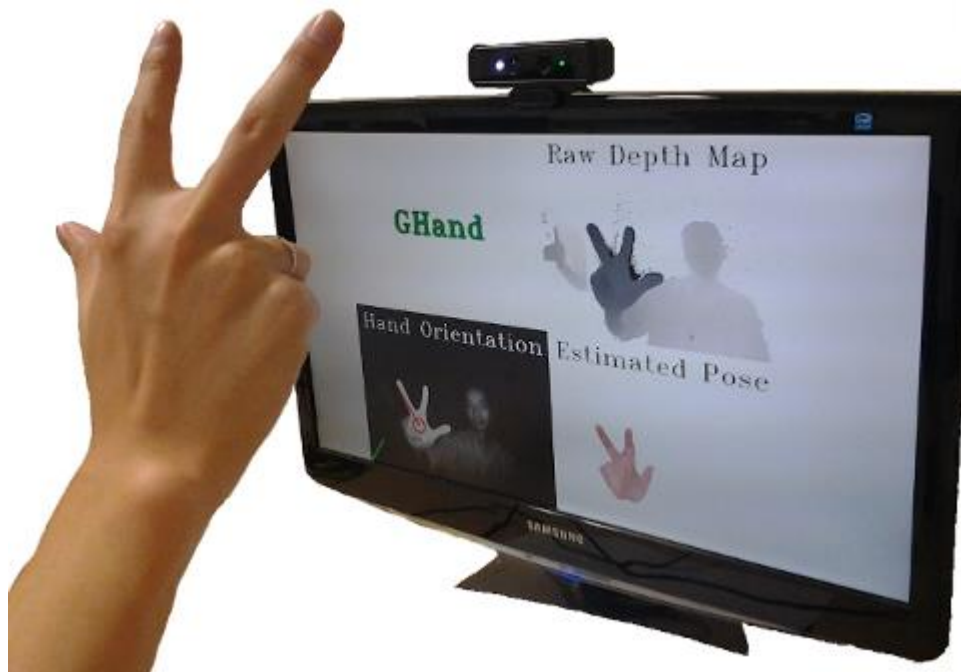 Raw Depth Map
GHand
Hand Orientation
Estimated Pose
SAMSUNG